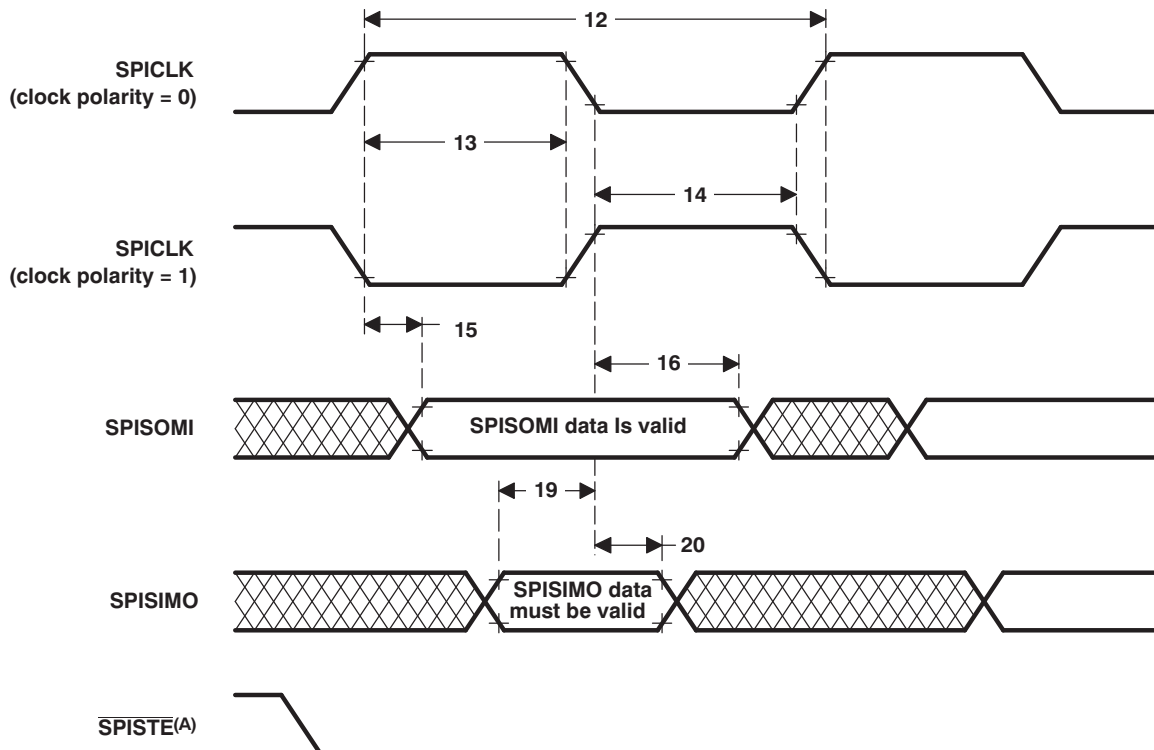 12
SPICLK
(clock polarity = 0)
13
14
SPICLK
(clock polarity = 1)
15
16
SPISOMI
SPISOMI data Is valid
19
20
SPISIMO
SPISIMO data
must be valid
SPISTE(A)